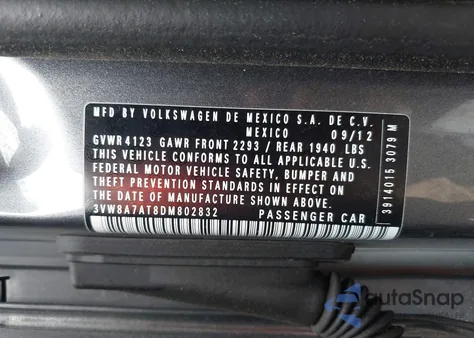 MFD BY VOLKSWAGEN DE MEXICO S.A. DE C.V.
MEXICO 09/12
GVWR 4123 GAWR FRONT 2293 / REAR 1940 LBS
THIS VEHICLE CONFORMS TO ALL APPLICABLE U.S.
FEDERAL MOTOR VEHICLE SAFETY, BUMPER AND
THEFT PREVENTION STANDARDS IN EFFECT ON
THE DATE OF MANUFACTURE SHOWN ABOVE.
3VW8A7AT8DM802832 PASSENGER CAR
3914015 3079 M
autoSnap